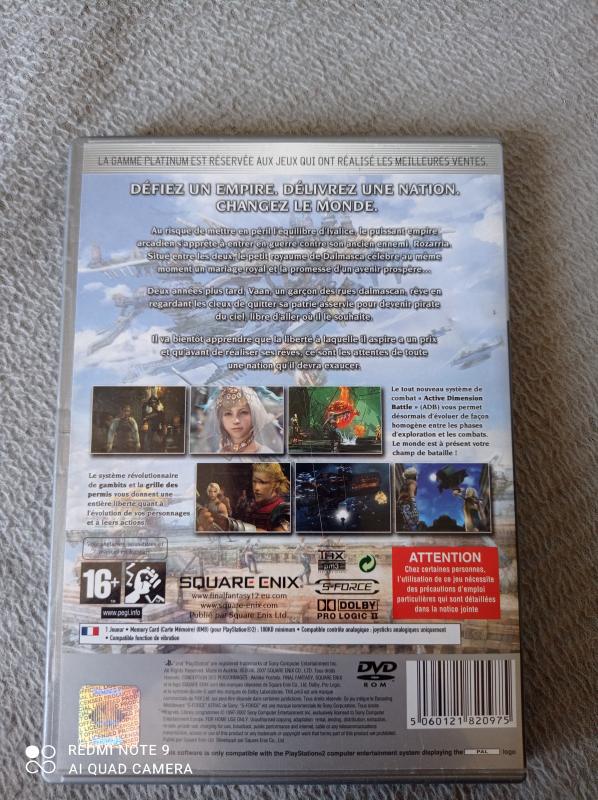 LA GAMME PLATINUM EST RÉSERVÉE AUX JEUX QUI ONT RÉALISÉ LES MEILLEURES VENTES.
DÉFIEZ UN EMPIRE. DÉLIVREZ UNE NATION.
CHANGEZ LE MONDE.
Au risque de mettre en péril l'équilibre d'Ivalice, le puissant empire
arcadien s'apprête à entrer en guerre contre son ancien ennemi, Rozarria.
Situé entre les deux, le petit royaume de Dalmasca célèbre au même
moment un mariage royal et la promesse d'un avenir prospère...
Deux années plus tard, Vaan, un garçon des rues dalmascan, rêve en
regardant les cieux de quitter sa patrie asservie pour devenir pirate
du ciel, libre d'aller où il le souhaite.
Il va bientôt apprendre que la liberté à laquelle il aspire a un prix
et qu'avant de réaliser ses rêves, ce sont les attentes de toute
une nation qu'il devra exaucer.
Le tout nouveau système de
combat « Active Dimension
Battle » (ADB) vous permet
désormais d'évoluer de façon
homogène entre les phases
d'exploration et les combats.
Le monde est à présent votre
champ de bataille !
Le système révolutionnaire
de gambits et la grille des
permis vous donnent une
entière liberté quant à
l'évolution de vos personnages
et à leurs actions.
16+
www.pegi.info
SQUARE ENIX
www.finalfantasy12-eu.com
www.square-enix.com
Publié par Square Enix Ltd.
THX
S-FORCE
DOLBY
PRO LOGIC II
ATTENTION
Chez certaines personnes,
l'utilisation de ce jeu nécessite
des précautions d'emploi
particulières qui sont détaillées
dans la notice jointe
1 Joueur • Memory Card (Carte Mémoire) (8MB) (pour PlayStation®2) : 180KO minimum • Compatible contrôle analogique : joysticks analogiques uniquement
• Compatible fonction de vibration
DVD
ROM
5060121820975
software is only compatible with the PlayStation®2 computer entertainment system displaying the PAL logo
REDMI NOTE 9
AI QUAD CAMERA